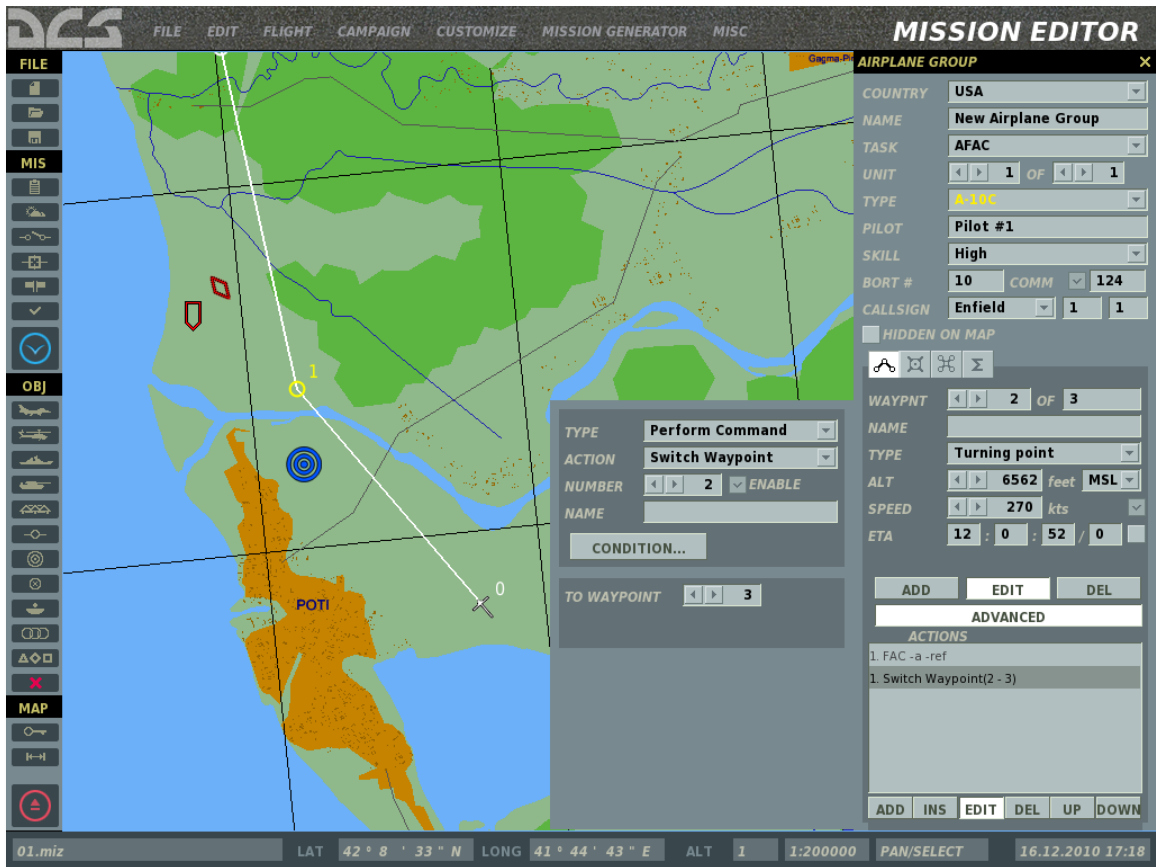 DCS
FILE EDIT FLIGHT CAMPAIGN CUSTOMIZE MISSION GENERATOR MISC
MISSION EDITOR
FILE
MIS
OBJ
MAP
1
0
POTI
AIRPLANE GROUP X
COUNTRY USA
NAME New Airplane Group
TASK AFAC
UNIT 1 OF 1
TYPE A-10C
PILOT Pilot #1
SKILL High
BORT # 10 COMM 124
CALLSIGN Enfield 1 1
HIDDEN ON MAP
Σ
WAYPNT 2 OF 3
NAME
TYPE Turning point
ALT 6562 feet MSL
SPEED 270 kts
ETA 12 : 0 : 52 / 0
ADD EDIT DEL
ADVANCED
ACTIONS
1. FAC -a -ref
1. Switch Waypoint(2 - 3)
ADD INS EDIT DEL UP DOWN
TYPE Perform Command
ACTION Switch Waypoint
NUMBER 2 ENABLE
NAME
CONDITION...
TO WAYPOINT 3
01.miz LAT 42 ° 8 ' 33 " N LONG 41 ° 44 ' 43 " E ALT 1 1:200000 PAN/SELECT 16.12.2010 17:18